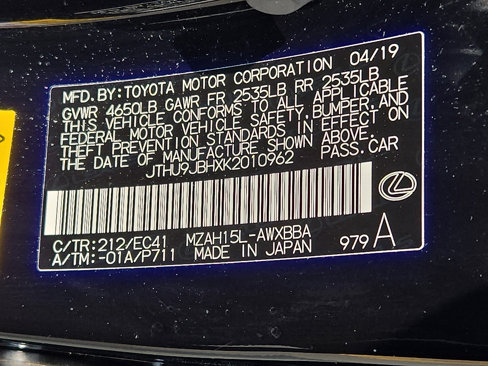 MFD. BY: TOYOTA MOTOR CORPORATION 04/19
GVWR 4650LB GAWR FR 2535LB RR 2535LB
THIS VEHICLE CONFORMS TO ALL APPLICABLE
FEDERAL MOTOR VEHICLE SAFETY, BUMPER, AND
THEFT PREVENTION STANDARDS IN EFFECT ON
THE DATE OF MANUFACTURE SHOWN ABOVE.
JTHU9JBHXK2010962 PASS. CAR
C/TR: 212/EC41 MZAH15L-AWXBBA
A/TM: -01A/P711 MADE IN JAPAN 979 A